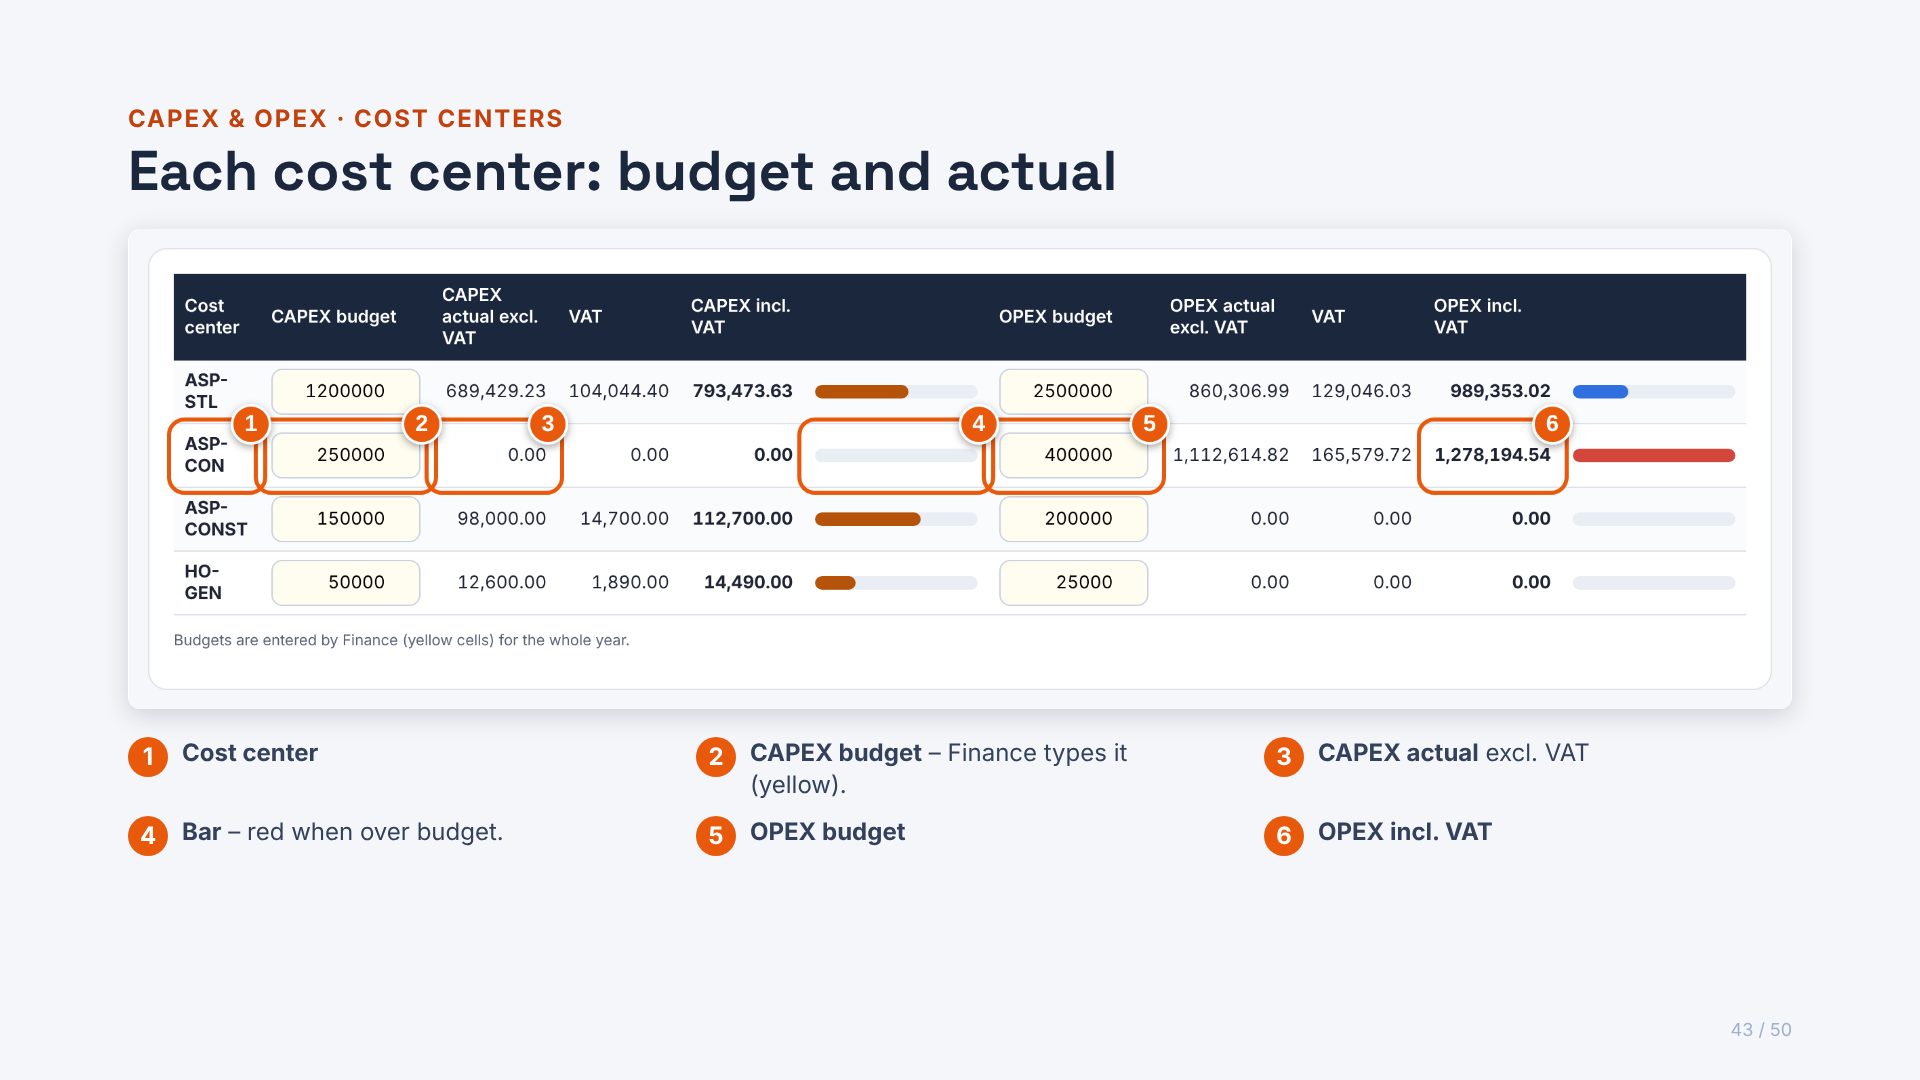 CAPEX & OPEX · COST CENTERS
Each cost center: budget and actual
Cost center CAPEX budget CAPEX actual excl. VAT VAT CAPEX incl. VAT OPEX budget OPEX actual excl. VAT VAT OPEX incl. VAT
ASP-STL 1200000 689,429.23 104,044.40 793,473.63 2500000 860,306.99 129,046.03 989,353.02
1 2 3 4 5 6
ASP-CON 250000 0.00 0.00 0.00 400000 1,112,614.82 165,579.72 1,278,194.54
ASP-CONST 150000 98,000.00 14,700.00 112,700.00 200000 0.00 0.00 0.00
HO-GEN 50000 12,600.00 1,890.00 14,490.00 25000 0.00 0.00 0.00
Budgets are entered by Finance (yellow cells) for the whole year.
1 Cost center
2 CAPEX budget – Finance types it
(yellow).
3 CAPEX actual excl. VAT
4 Bar – red when over budget.
5 OPEX budget
6 OPEX incl. VAT
43 / 50